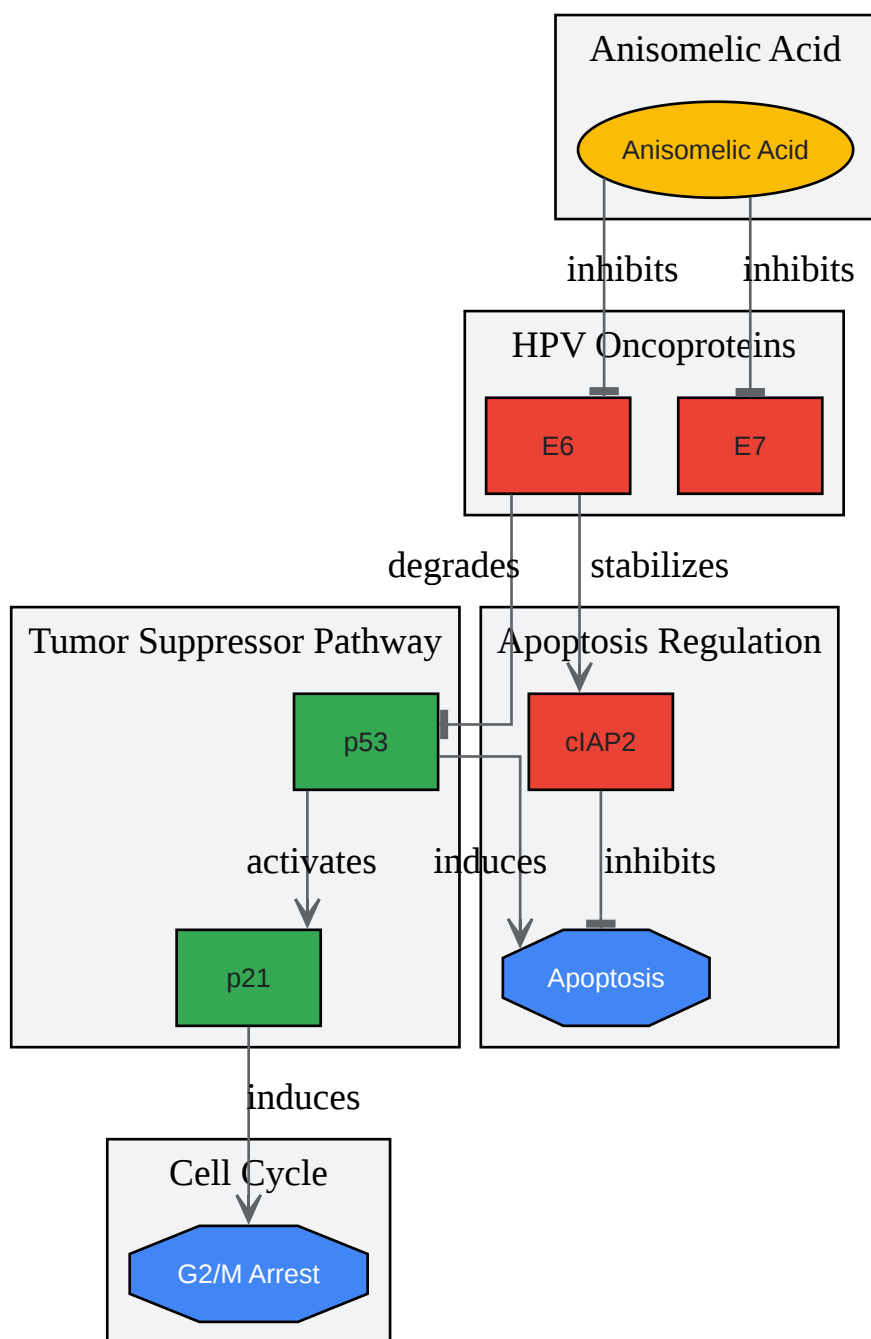 Anisomelic Acid
Anisomelic Acid
inhibits
inhibits
HPV Oncoproteins
E6
E7
degrades
stabilizes
Tumor Suppressor Pathway
Apoptosis Regulation
p53
cIAP2
activates
induces
inhibits
p21
Apoptosis
induces
Cell Cycle
G2/M Arrest